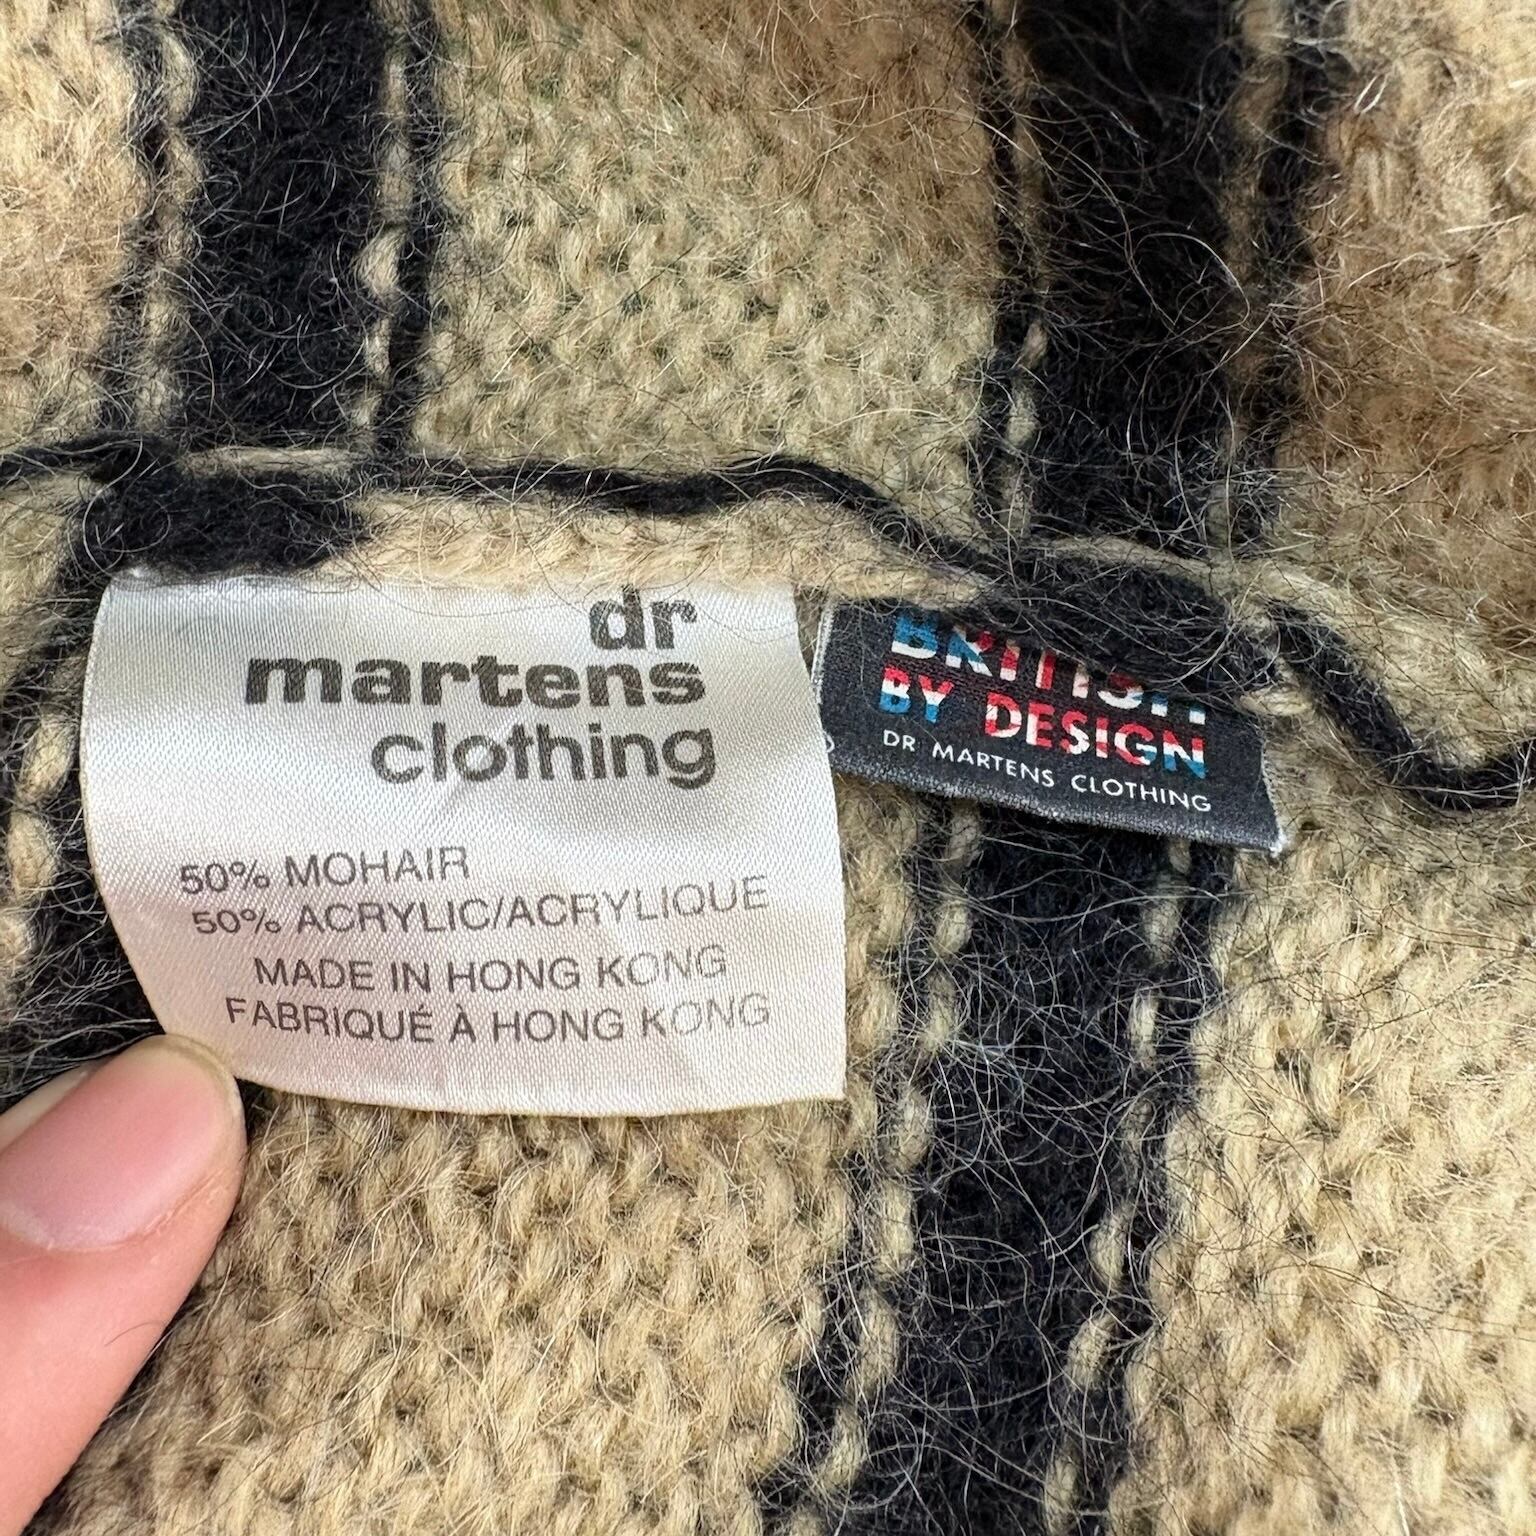 dr
martens
clothing
50% MOHAIR
50% ACRYLIC/ACRYLIQUE
MADE IN HONG KONG
FABRIQUÉ À HONG KONG
BRITISH
BY DESIGN
DR MARTENS CLOTHING